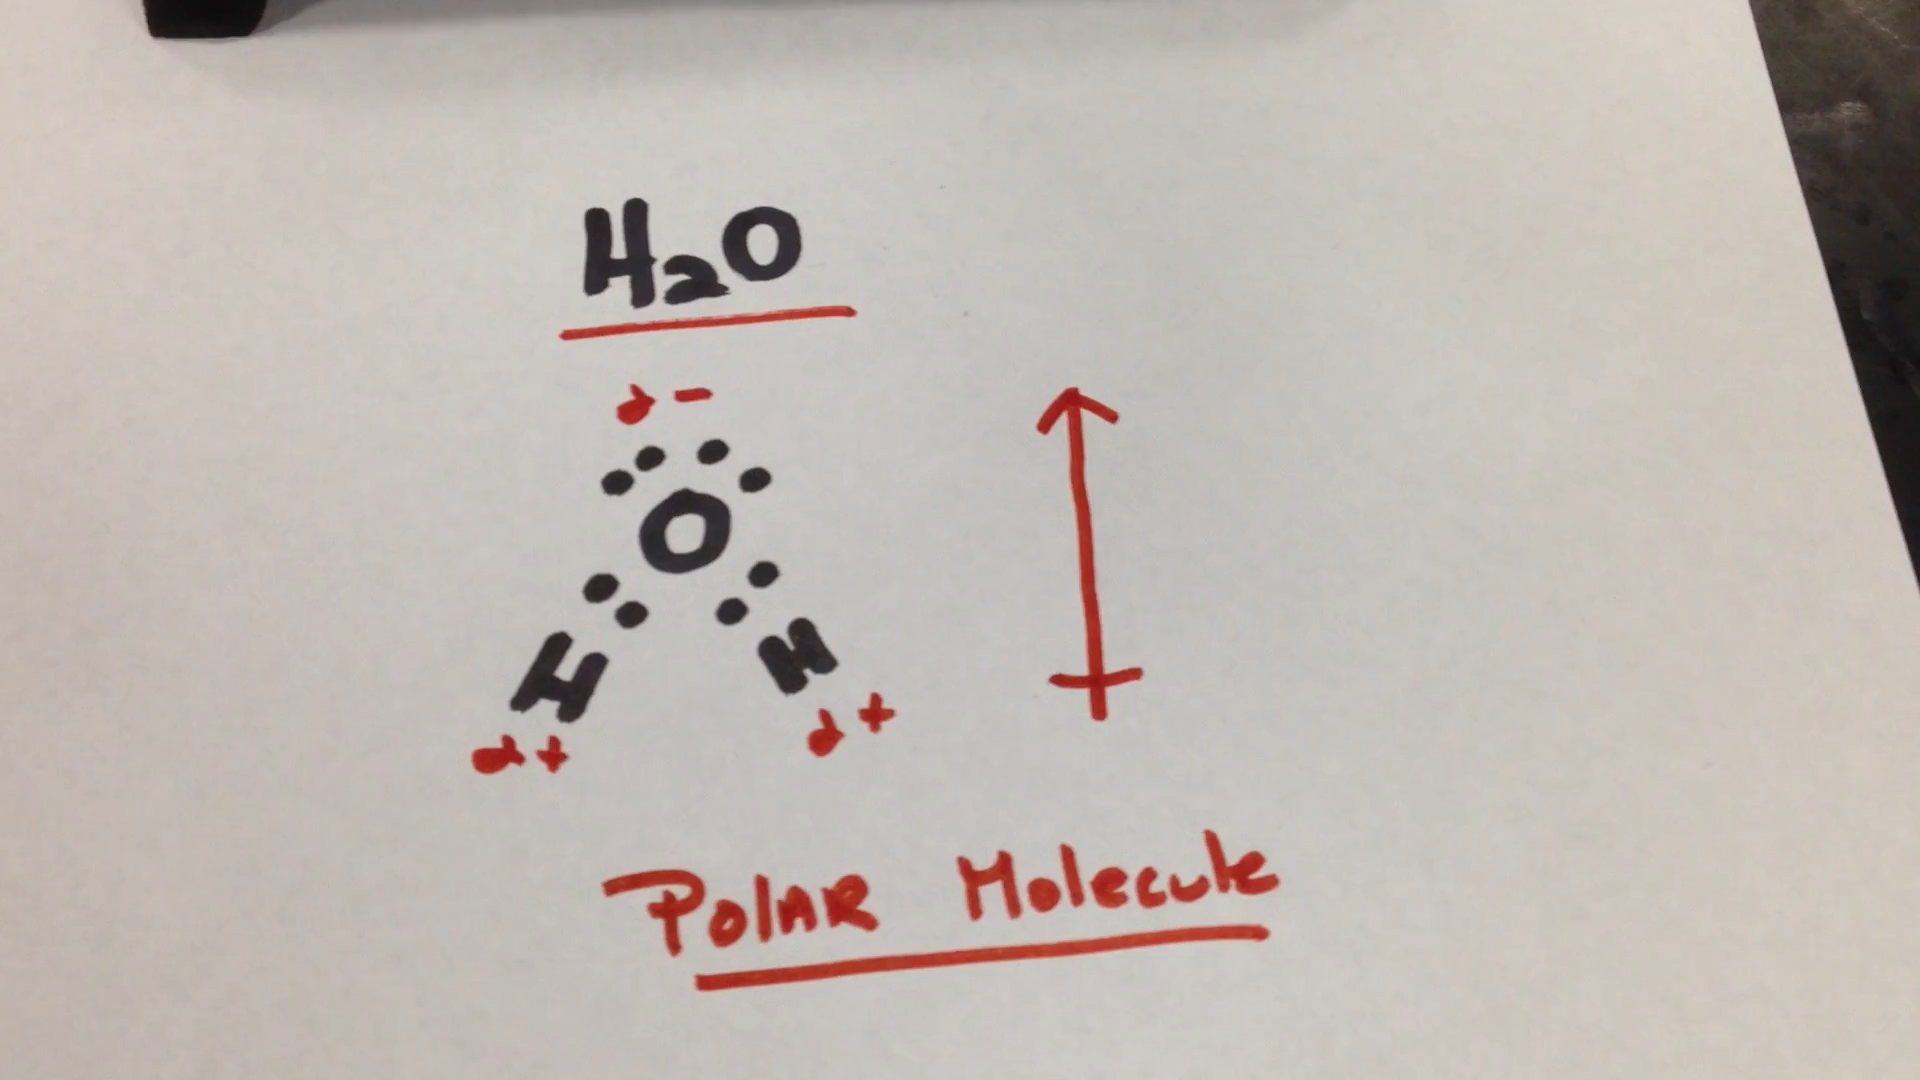 H₂O
δ-
O
H H
δ+ δ+
Polar Molecule